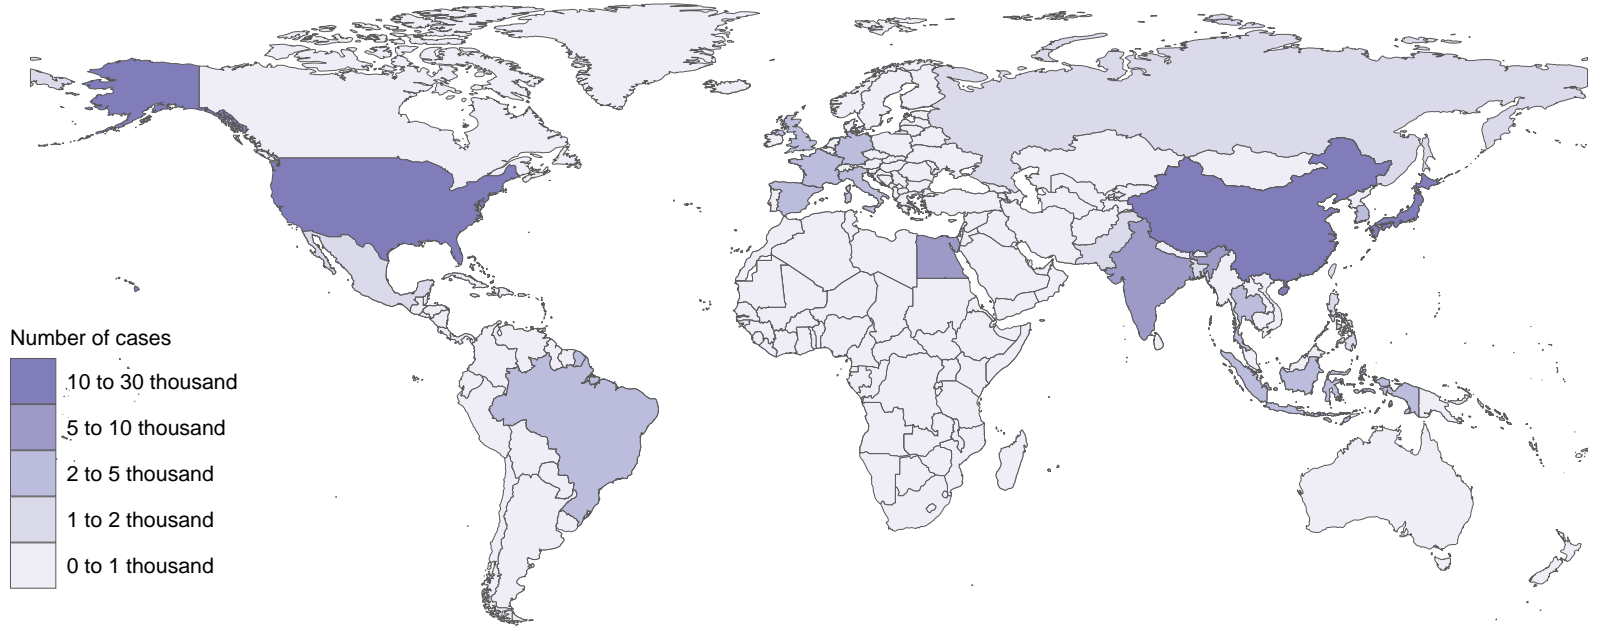 Number of cases
10 to 30 thousand
5 to 10 thousand
2 to 5 thousand
1 to 2 thousand
0 to 1 thousand